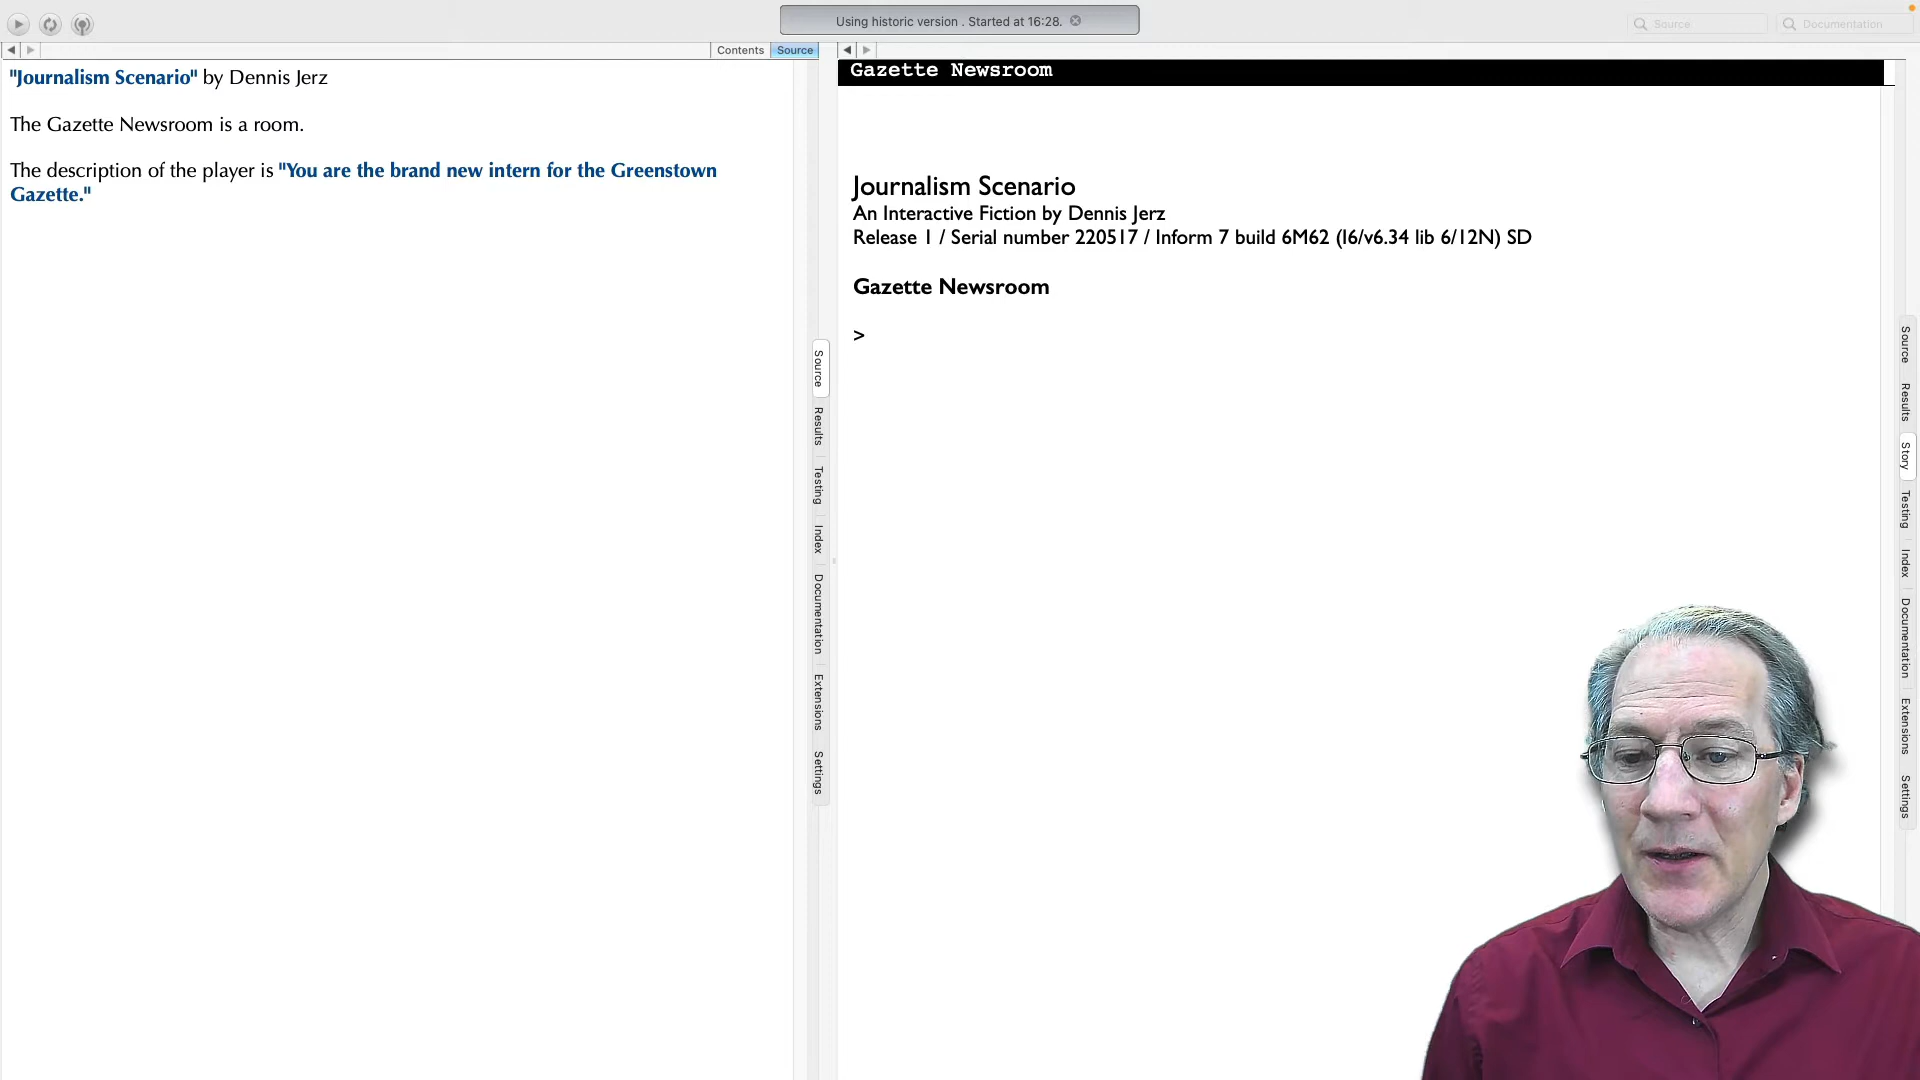 Using historic version . Started at 16:28.
Source
Documentation
Contents
Source
"Journalism Scenario" by Dennis Jerz
The Gazette Newsroom is a room.
The description of the player is "You are the brand new intern for the Greenstown
Gazette."
Source
Results
Testing
Index
Documentation
Extensions
Settings
Gazette Newsroom
Journalism Scenario
An Interactive Fiction by Dennis Jerz
Release 1 / Serial number 220517 / Inform 7 build 6M62 (I6/v6.34 lib 6/12N) SD
Gazette Newsroom
>
Source
Results
Story
Testing
Index
Documentation
Extensions
Settings